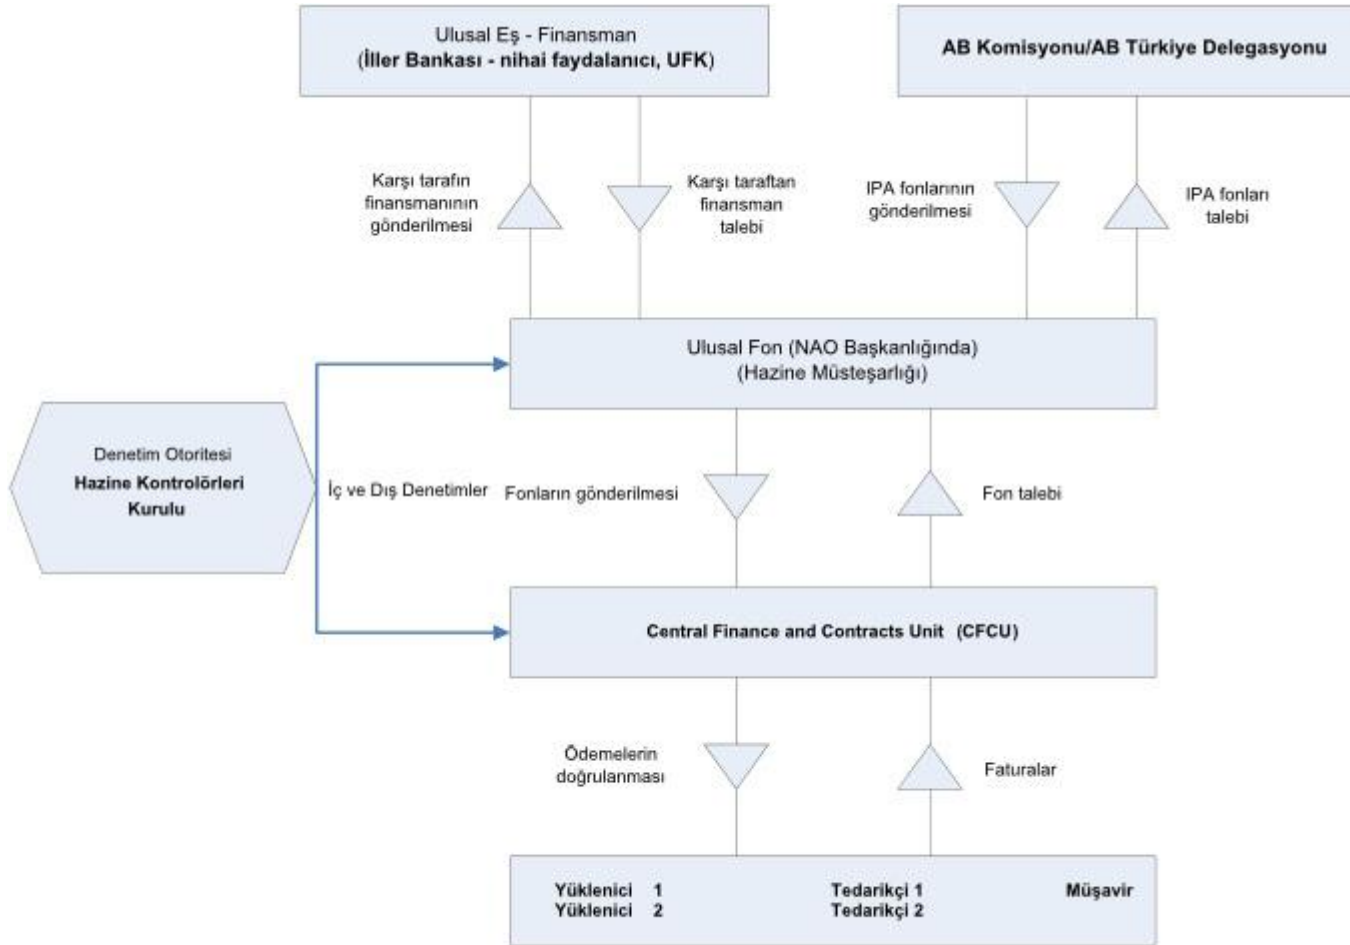 Ulusal Eş - Finansman
(İller Bankası - nihai faydalanıcı, UFK)
AB Komisyonu/AB Türkiye Delegasyonu
Karşı tarafın
finansmanının
gönderilmesi
Karşı taraftan
finansman
talebi
IPA fonlarının
gönderilmesi
IPA fonları
talebi
Ulusal Fon (NAO Başkanlığında)
(Hazine Müsteşarlığı)
Denetim Otoritesi
Hazine Kontrolörleri
Kurulu
İç ve Dış Denetimler
Fonların gönderilmesi
Fon talebi
Central Finance and Contracts Unit (CFCU)
Ödemelerin
doğrulanması
Faturalar
Yüklenici 1 Tedarikçi 1 Müşavir
Yüklenici 2 Tedarikçi 2